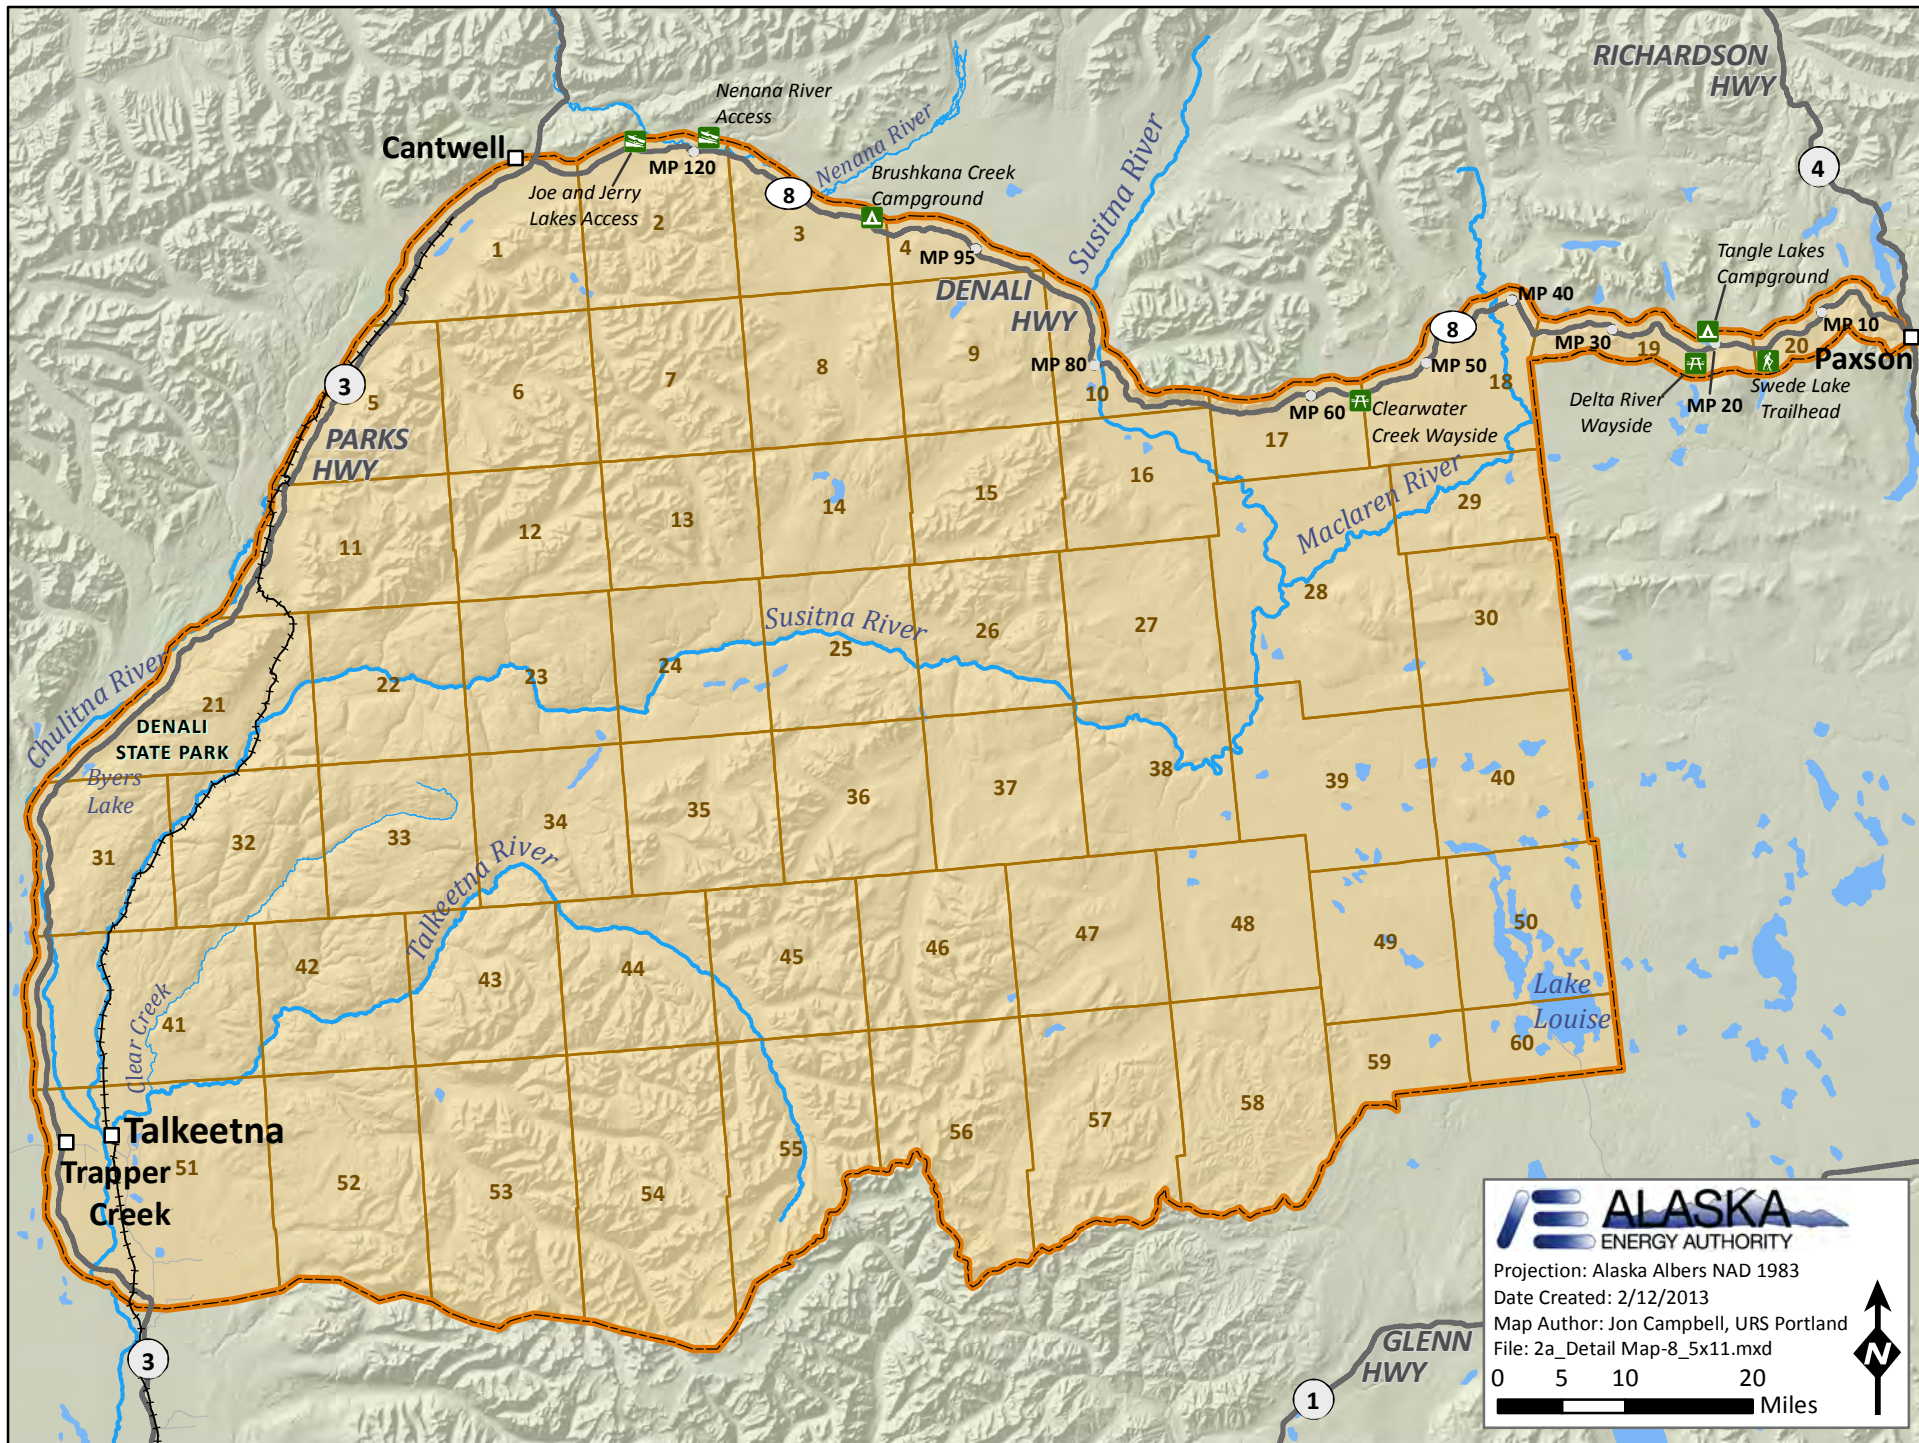 RICHARDSON
HWY
4
Nenana River
Access
Cantwell
MP 120
Joe and Jerry
Lakes Access
8
Nenana River
Brushkana Creek
Campground
Susitna River
MP 95
DENALI
HWY
MP 80
MP 60
Clearwater
Creek Wayside
MP 50
8
MP 40
MP 30
Tangle Lakes
Campground
MP 10
Paxson
Delta River
Wayside
MP 20
Swede Lake
Trailhead
1
2
3
4
5
6
7
8
9
10
3
PARKS
HWY
11
12
13
14
15
16
17
18
19
20
Maclaren River
Susitna River
Chulitna River
21
22
23
24
25
26
27
28
29
30
DENALI
STATE PARK
Byers
Lake
31
32
33
34
35
36
37
38
39
40
Talkeetna River
Clear Creek
41
42
43
44
45
46
47
48
49
50
Lake
Louise
Talkeetna
Trapper
Creek
51
52
53
54
55
56
57
58
59
60
3
GLENN
HWY
1
ALASKA
ENERGY AUTHORITY
Projection: Alaska Albers NAD 1983
Date Created: 2/12/2013
Map Author: Jon Campbell, URS Portland
File: 2a_Detail Map-8_5x11.mxd
0 5 10 20
Miles
N